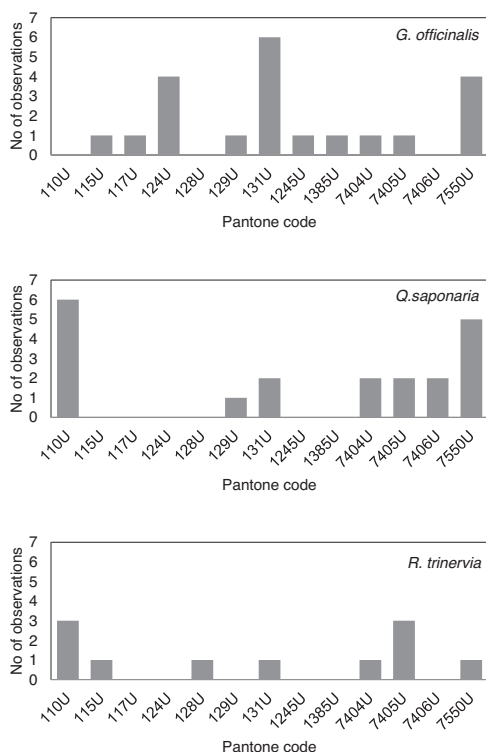 G. officinalis
No of observations
7
6
5
4
3
2
1
0
110U 115U 117U 124U 128U 129U 131U 1245U 1385U 7404U 7405U 7406U 7550U
Pantone code
Q.saponaria
No of observations
7
6
5
4
3
2
1
0
110U 115U 117U 124U 128U 129U 131U 1245U 1385U 7404U 7405U 7406U 7550U
Pantone code
R. trinervia
No of observations
7
6
5
4
3
2
1
0
110U 115U 117U 124U 128U 129U 131U 1245U 1385U 7404U 7405U 7406U 7550U
Pantone code